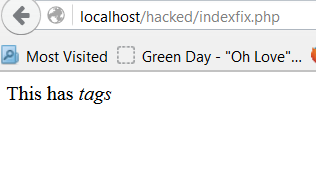 localhost/hacked/indexfix.php
Most Visited Green Day - "Oh Love"...
This has tags